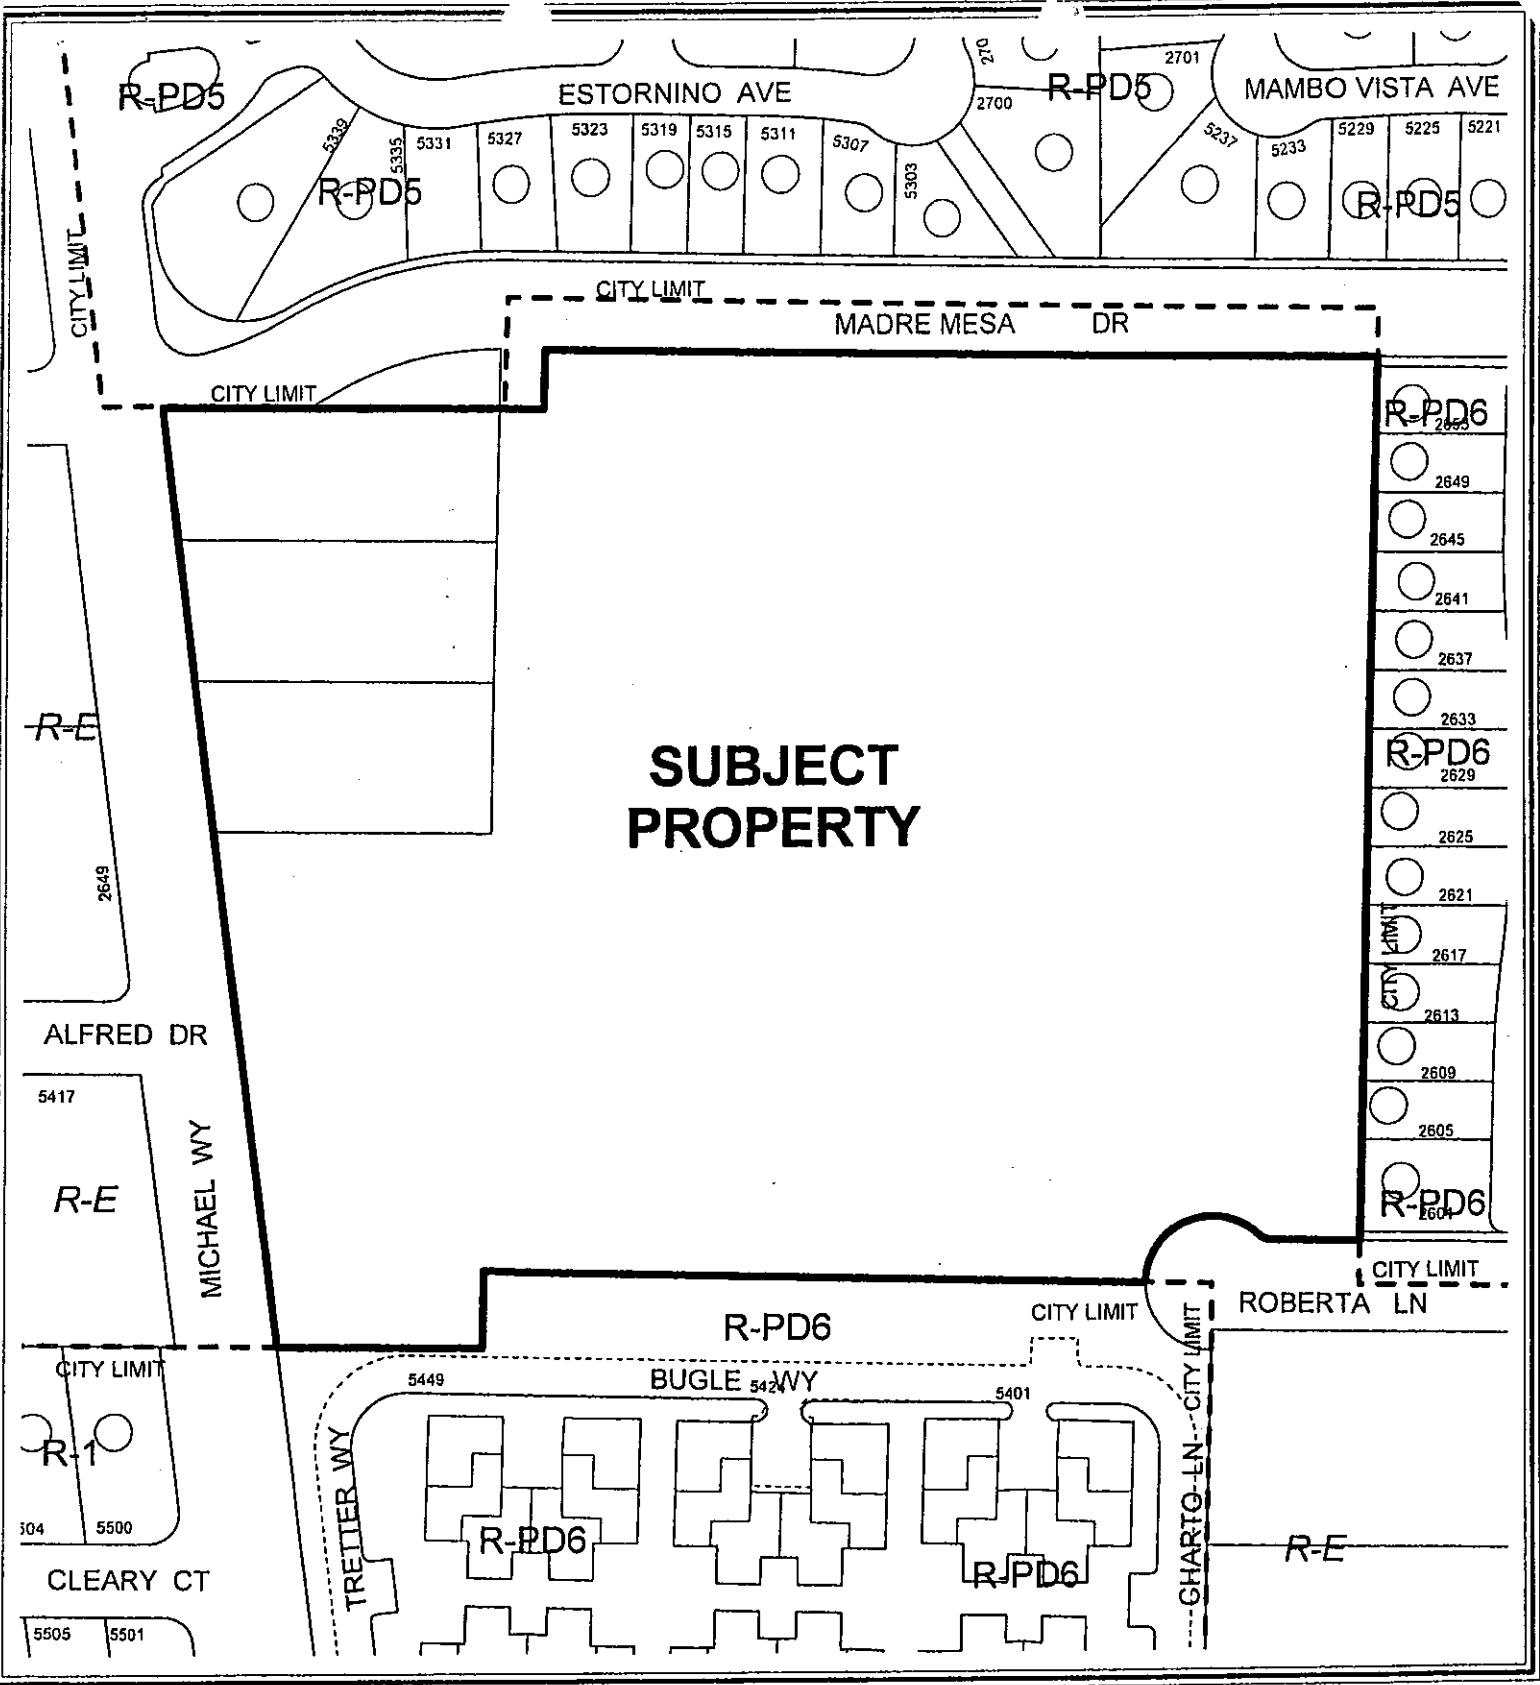 R-PD5
ESTORNINO AVE
270
2701
R-PD5
MAMBO VISTA AVE
2700
5339
5335
5331
5327
5323
5319
5315
5311
5307
5303
5237
5233
5229
5225
5221
R-PD5
R-PD5
CITY LIMIT
CITY LIMIT
MADRE MESA DR
CITY LIMIT
R-PD6
2649
2645
2641
2637
2633
R-E
R-PD6
2629
SUBJECT
PROPERTY
2625
2649
2621
CITY LIMIT
2617
2613
ALFRED DR
2609
5417
2605
MICHAEL WY
R-E
R-PD6
2601
CITY LIMIT
ROBERTA LN
CITY LIMIT
CITY LIMIT
R-PD6
CITY LIMIT
5449
BUGLE WY
5401
R-1
TRETTER WY
504
5500
R-PD6
R-PD6
GHARTO LN
R-E
CLEARY CT
5505
5501